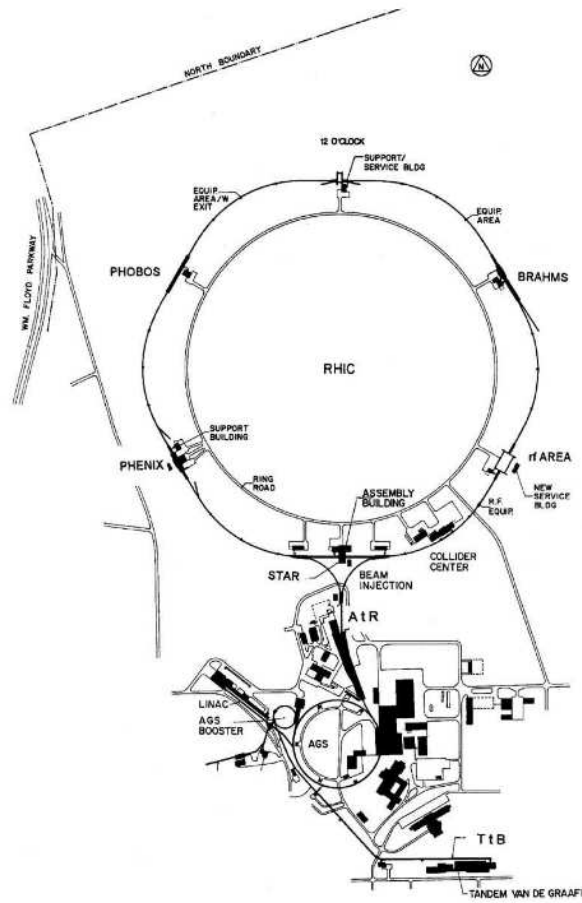 NORTH BOUNDARY
N
12 O'CLOCK
SUPPORT/
SERVICE BLDG
EQUIP.
AREA/W
EXIT
EQUIP.
AREA
WM. FLOYD PARKWAY
PHOBOS
BRAHMS
RHIC
SUPPORT
BUILDING
PHENIX
rf AREA
RING
ROAD
ASSEMBLY
BUILDING
R.F.
EQUIP.
NEW
SERVICE
BLDG
STAR
BEAM
INJECTION
COLLIDER
CENTER
AtR
LINAC
AGS
BOOSTER
AGS
TtB
TANDEM VAN DE GRAAFF